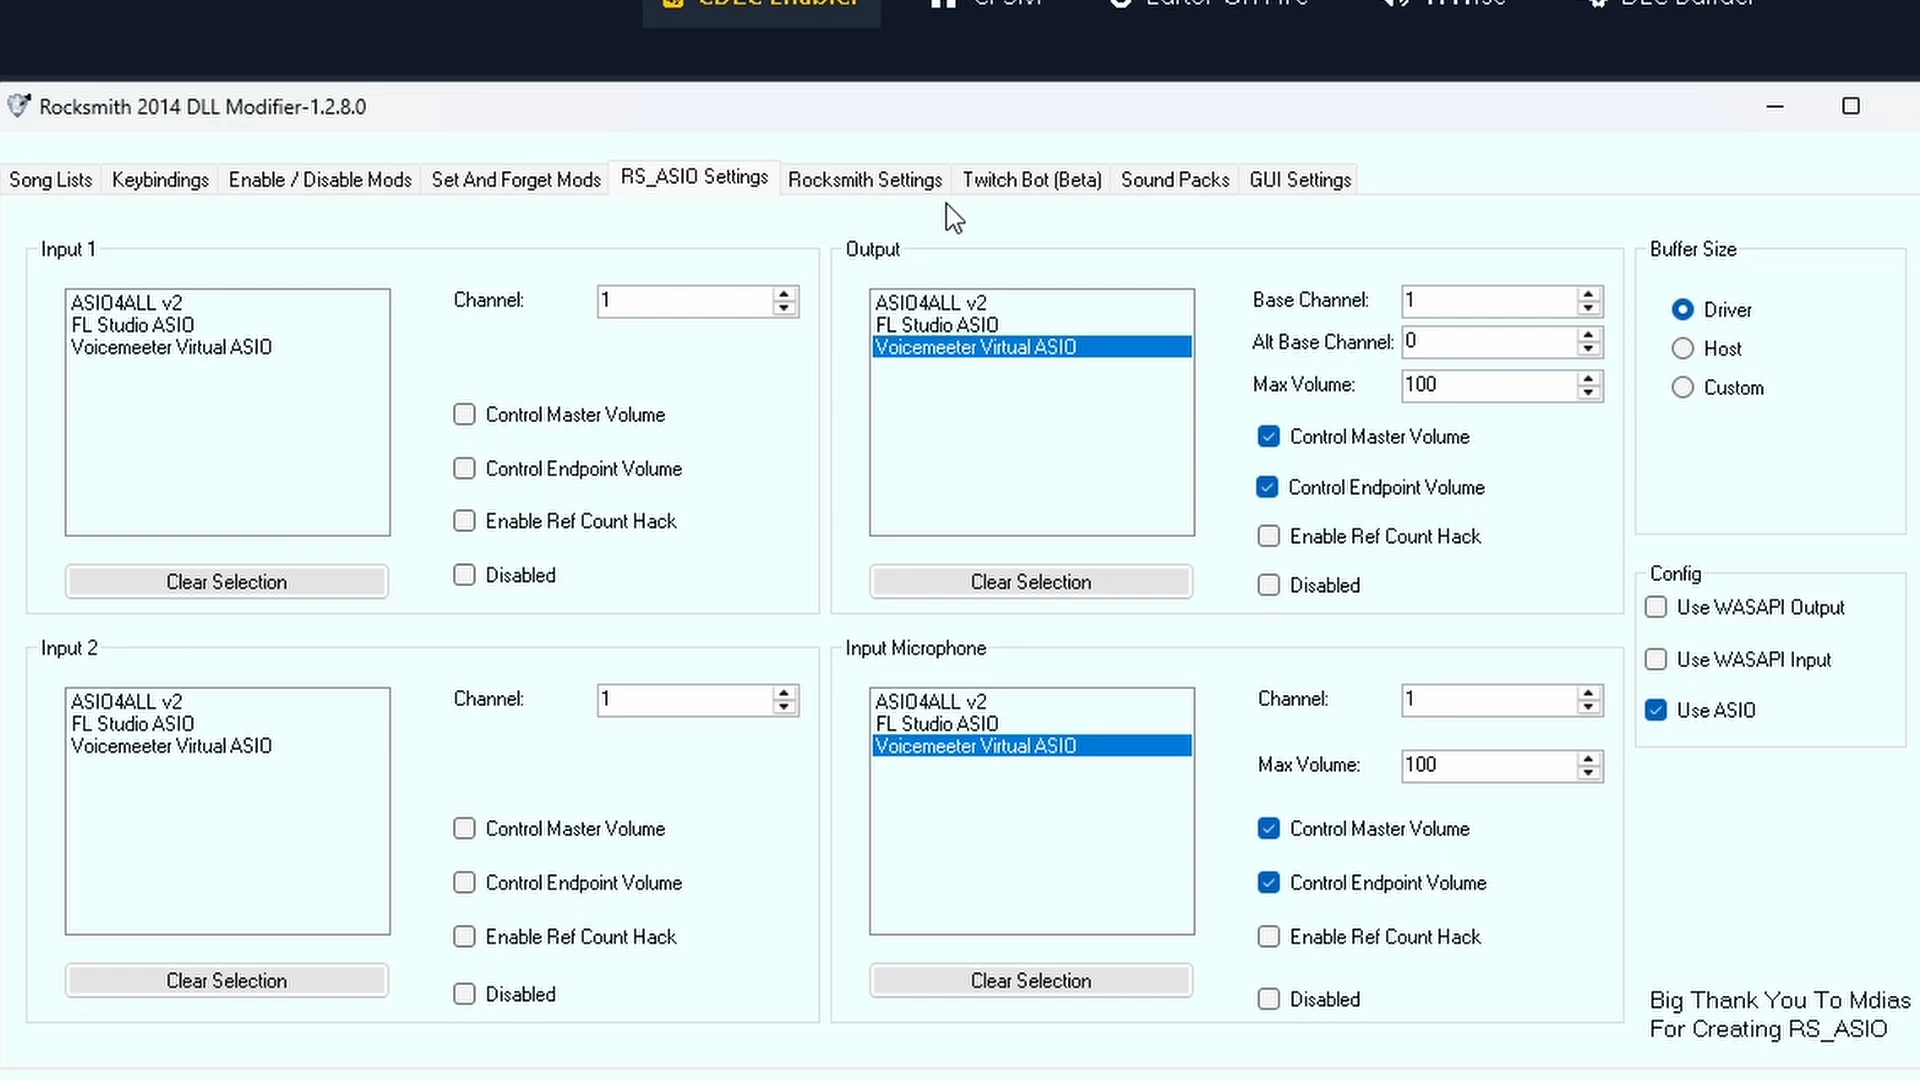 CDLC Enabler
CFSM
Editor On Fire
DLC Builder
Rocksmith 2014 DLL Modifier-1.2.8.0
Song Lists Keybindings Enable / Disable Mods Set And Forget Mods RS_ASIO Settings Rocksmith Settings Twitch Bot (Beta) Sound Packs GUI Settings
Input 1
ASIO4ALL v2
FL Studio ASIO
Voicemeeter Virtual ASIO
Channel: 1
Control Master Volume
Control Endpoint Volume
Enable Ref Count Hack
Disabled
Clear Selection
Output
ASIO4ALL v2
FL Studio ASIO
Voicemeeter Virtual ASIO
Base Channel: 1
Alt Base Channel: 0
Max Volume: 100
Control Master Volume
Control Endpoint Volume
Enable Ref Count Hack
Disabled
Clear Selection
Buffer Size
Driver
Host
Custom
Config
Use WASAPI Output
Use WASAPI Input
Use ASIO
Input 2
ASIO4ALL v2
FL Studio ASIO
Voicemeeter Virtual ASIO
Channel: 1
Control Master Volume
Control Endpoint Volume
Enable Ref Count Hack
Disabled
Clear Selection
Input Microphone
ASIO4ALL v2
FL Studio ASIO
Voicemeeter Virtual ASIO
Channel: 1
Max Volume: 100
Control Master Volume
Control Endpoint Volume
Enable Ref Count Hack
Disabled
Clear Selection
Big Thank You To Mdias
For Creating RS_ASIO